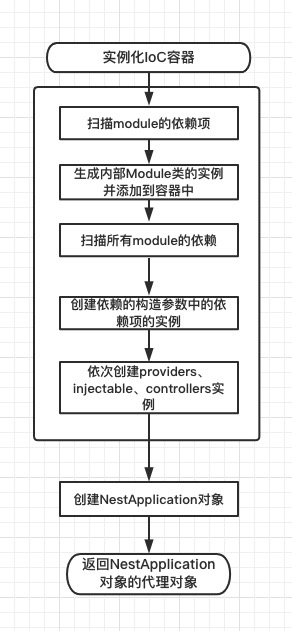 实例化IoC容器
扫描module的依赖项
生成内部Module类的实例
并添加到容器中
扫描所有module的依赖
创建依赖的构造参数中的依
赖项的实例
依次创建providers、
injectable、controllers实
例
创建NestApplication对象
返回NestApplication
对象的代理对象